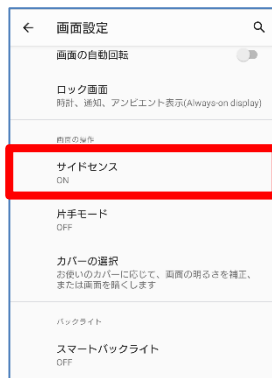 画面設定
画面の自動回転
ロック画面
時計、通知、アンビエント表示(Always-on display)
画面の操作
サイドセンス
ON
片手モード
OFF
カバーの選択
お使いのカバーに応じて、画面の明るさを補正、
または画面を暗くします
バックライト
スマートバックライト
OFF